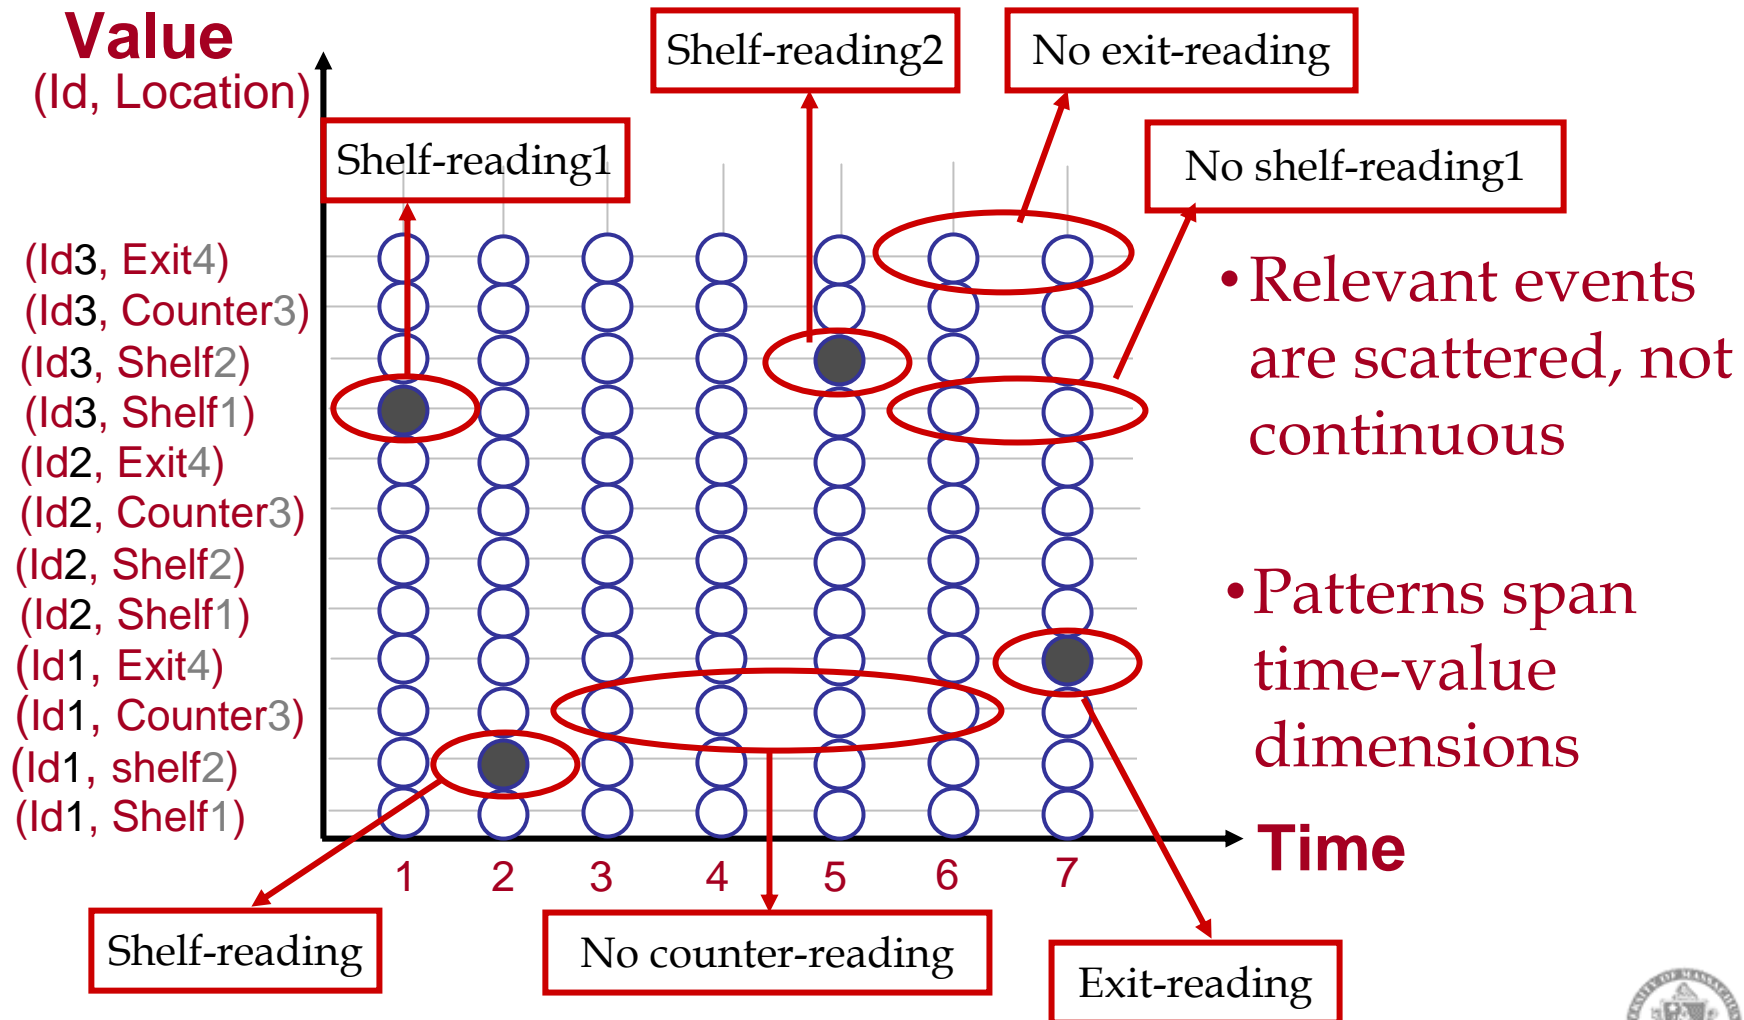 Value
(Id, Location)
Shelf-reading2
No exit-reading
Shelf-reading1
No shelf-reading1
(Id3, Exit4)
(Id3, Counter3)
(Id3, Shelf2)
(Id3, Shelf1)
(Id2, Exit4)
(Id2, Counter3)
(Id2, Shelf2)
(Id2, Shelf1)
(Id1, Exit4)
(Id1, Counter3)
(Id1, shelf2)
(Id1, Shelf1)
•Relevant events
are scattered, not
continuous
•Patterns span
time-value
dimensions
Time
1 2 3 4 5 6 7
Shelf-reading
No counter-reading
Exit-reading